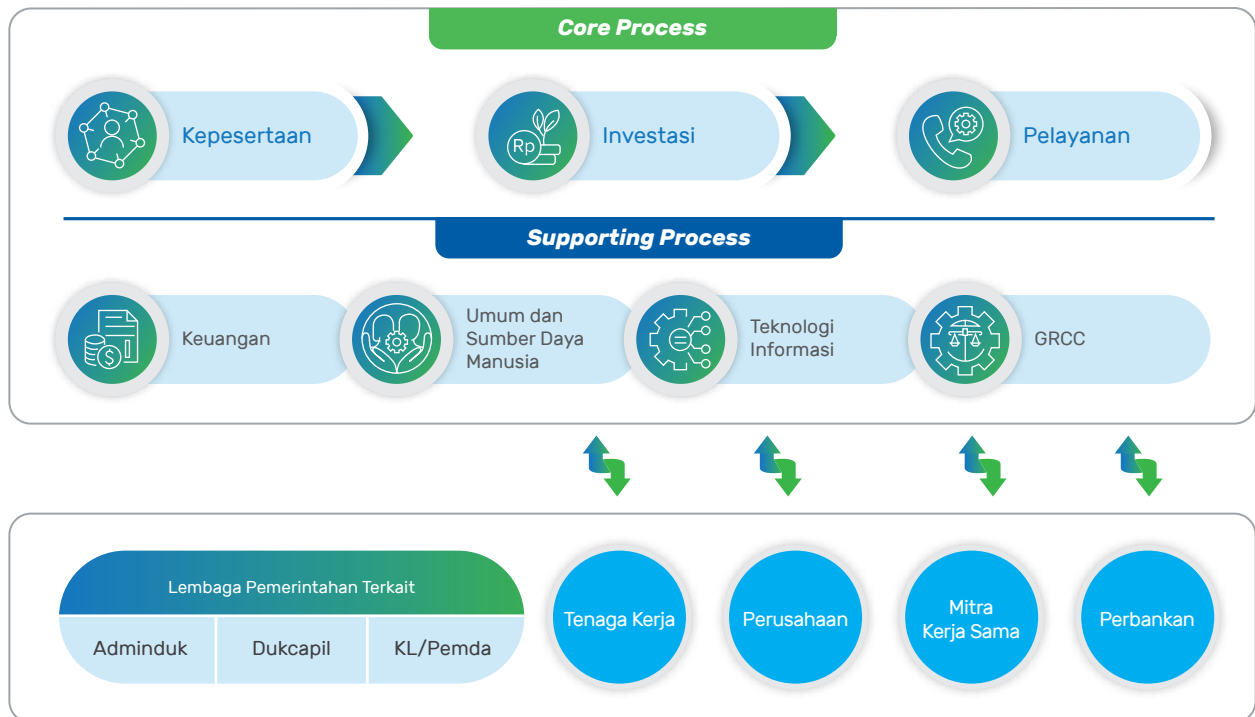 Core Process
Kepesertaan
Rp
Investasi
Pelayanan
Supporting Process
$
Keuangan
Umum dan
Sumber Daya
Manusia
Teknologi
Informasi
GRCC
Lembaga Pemerintahan Terkait
Adminduk
Dukcapil
KL/Pemda
Tenaga Kerja
Perusahaan
Mitra
Kerja Sama
Perbankan